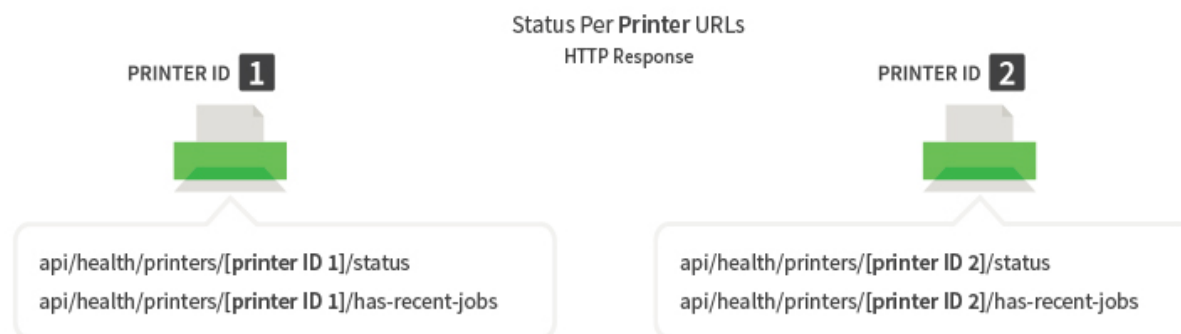 Status Per Printer URLs
HTTP Response
PRINTER ID 1
api/health/printers/[printer ID 1]/status
api/health/printers/[printer ID 1]/has-recent-jobs
PRINTER ID 2
api/health/printers/[printer ID 2]/status
api/health/printers/[printer ID 2]/has-recent-jobs